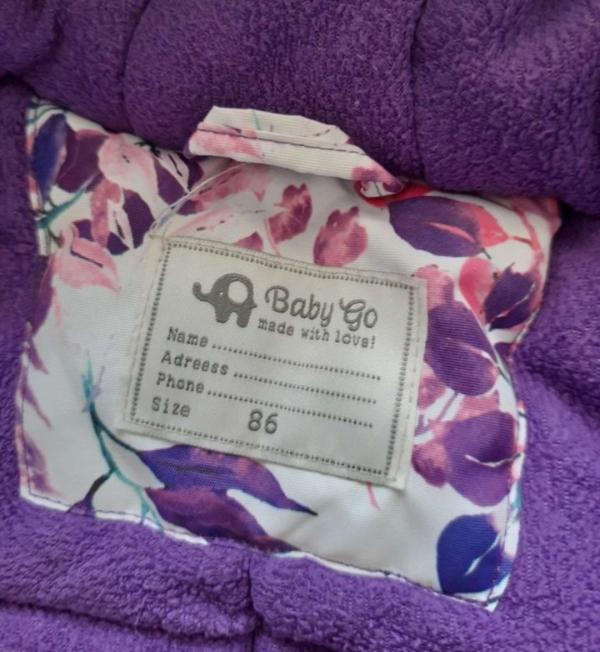 Baby Go
made with love!
Name ........................
Adreess ........................
Phone ........................
Size 86